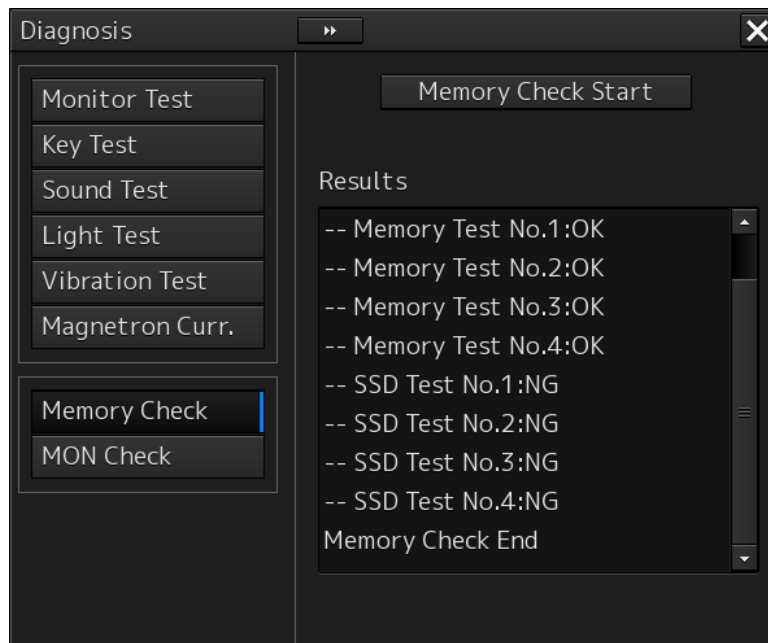 Diagnosis
Monitor Test
Key Test
Sound Test
Light Test
Vibration Test
Magnetron Curr.
Memory Check
MON Check
Memory Check Start
Results
-- Memory Test No.1:OK
-- Memory Test No.2:OK
-- Memory Test No.3:OK
-- Memory Test No.4:OK
-- SSD Test No.1:NG
-- SSD Test No.2:NG
-- SSD Test No.3:NG
-- SSD Test No.4:NG
Memory Check End